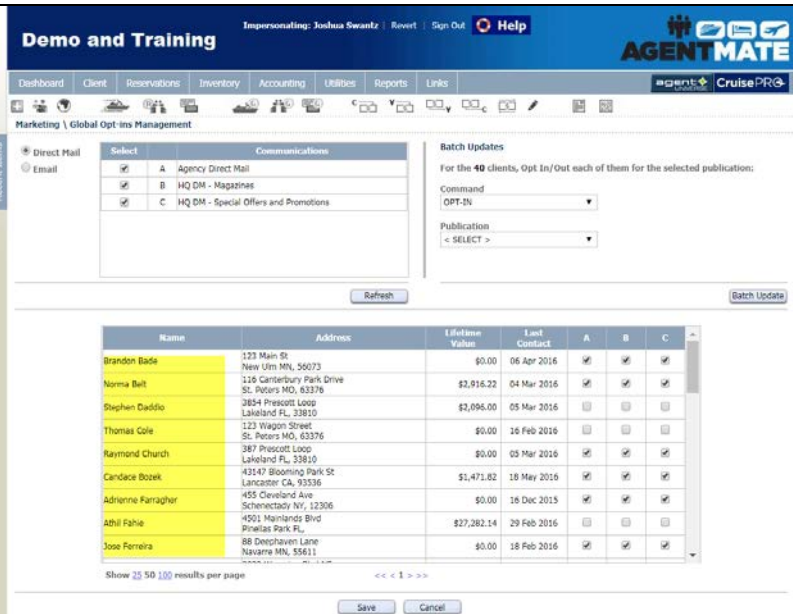 Demo and Training
Impersonating: Joshua Swantz | Revert | Sign Out Help
AGENTMATE
Dashboard Client Reservations Inventory Accounting Utilities Reports Links
agent UNIVERSE CruisePRO
Marketing \ Global Opt-ins Management
Direct Mail
Email
Select Communications
A Agency Direct Mail
B HQ DM - Magazines
C HQ DM - Special Offers and Promotions
Refresh
Batch Updates
For the 40 clients, Opt In/Out each of them for the selected publication:
Command
OPT-IN
Publication
< SELECT >
Batch Update
Name Address Lifetime Value Last Contact A B C
Brandon Bade 123 Main St $0.00 06 Apr 2016
New Ulm MN, 56073
Norma Belt 116 Canterbury Park Drive $2,916.22 04 Mar 2016
St. Peters MO, 63376
Stephen Daddio 3854 Prescott Loop $2,096.00 05 Mar 2016
Lakeland FL, 33810
Thomas Cole 123 Wagon Street $0.00 16 Feb 2016
St. Peters MO, 63376
Raymond Church 387 Prescott Loop $0.00 05 Mar 2016
Lakeland FL, 33810
Candace Bozek 43147 Blooming Park St $1,471.82 18 May 2016
Lancaster CA, 93536
Adrienne Farragher 455 Cleveland Ave $0.00 16 Dec 2015
Schenectady NY, 12306
Athil Fahie 4501 Mainlands Blvd $27,282.14 29 Feb 2016
Pinellas Park FL,
Jose Ferreira 88 Deephaven Lane $0.00 18 Feb 2016
Navarre MN, 55611
Show 25 50 100 results per page << < 1 > >>
Save Cancel